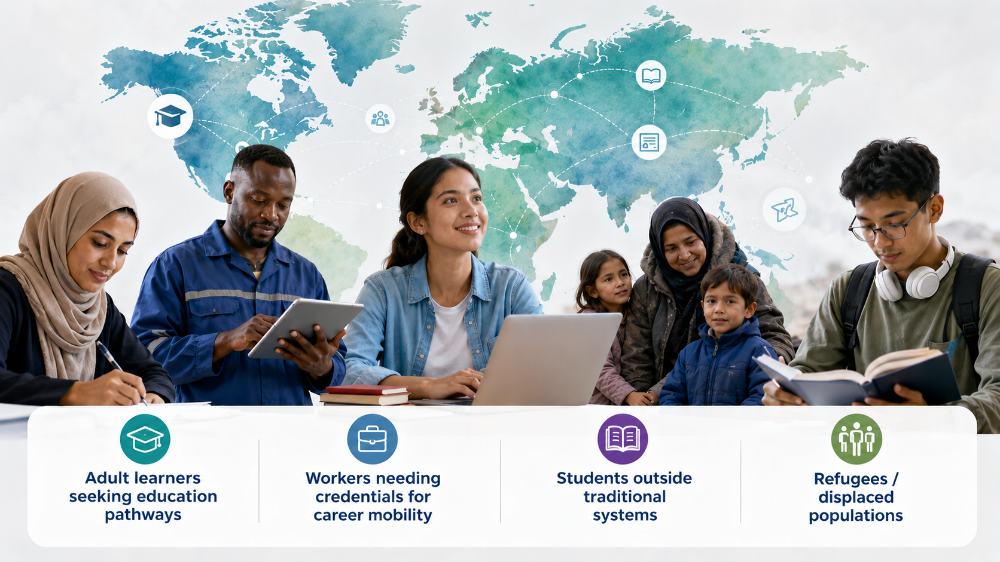 Adult learners
seeking education
pathways
Workers needing
credentials for
career mobility
Students outside
traditional
systems
Refugees /
displaced
populations